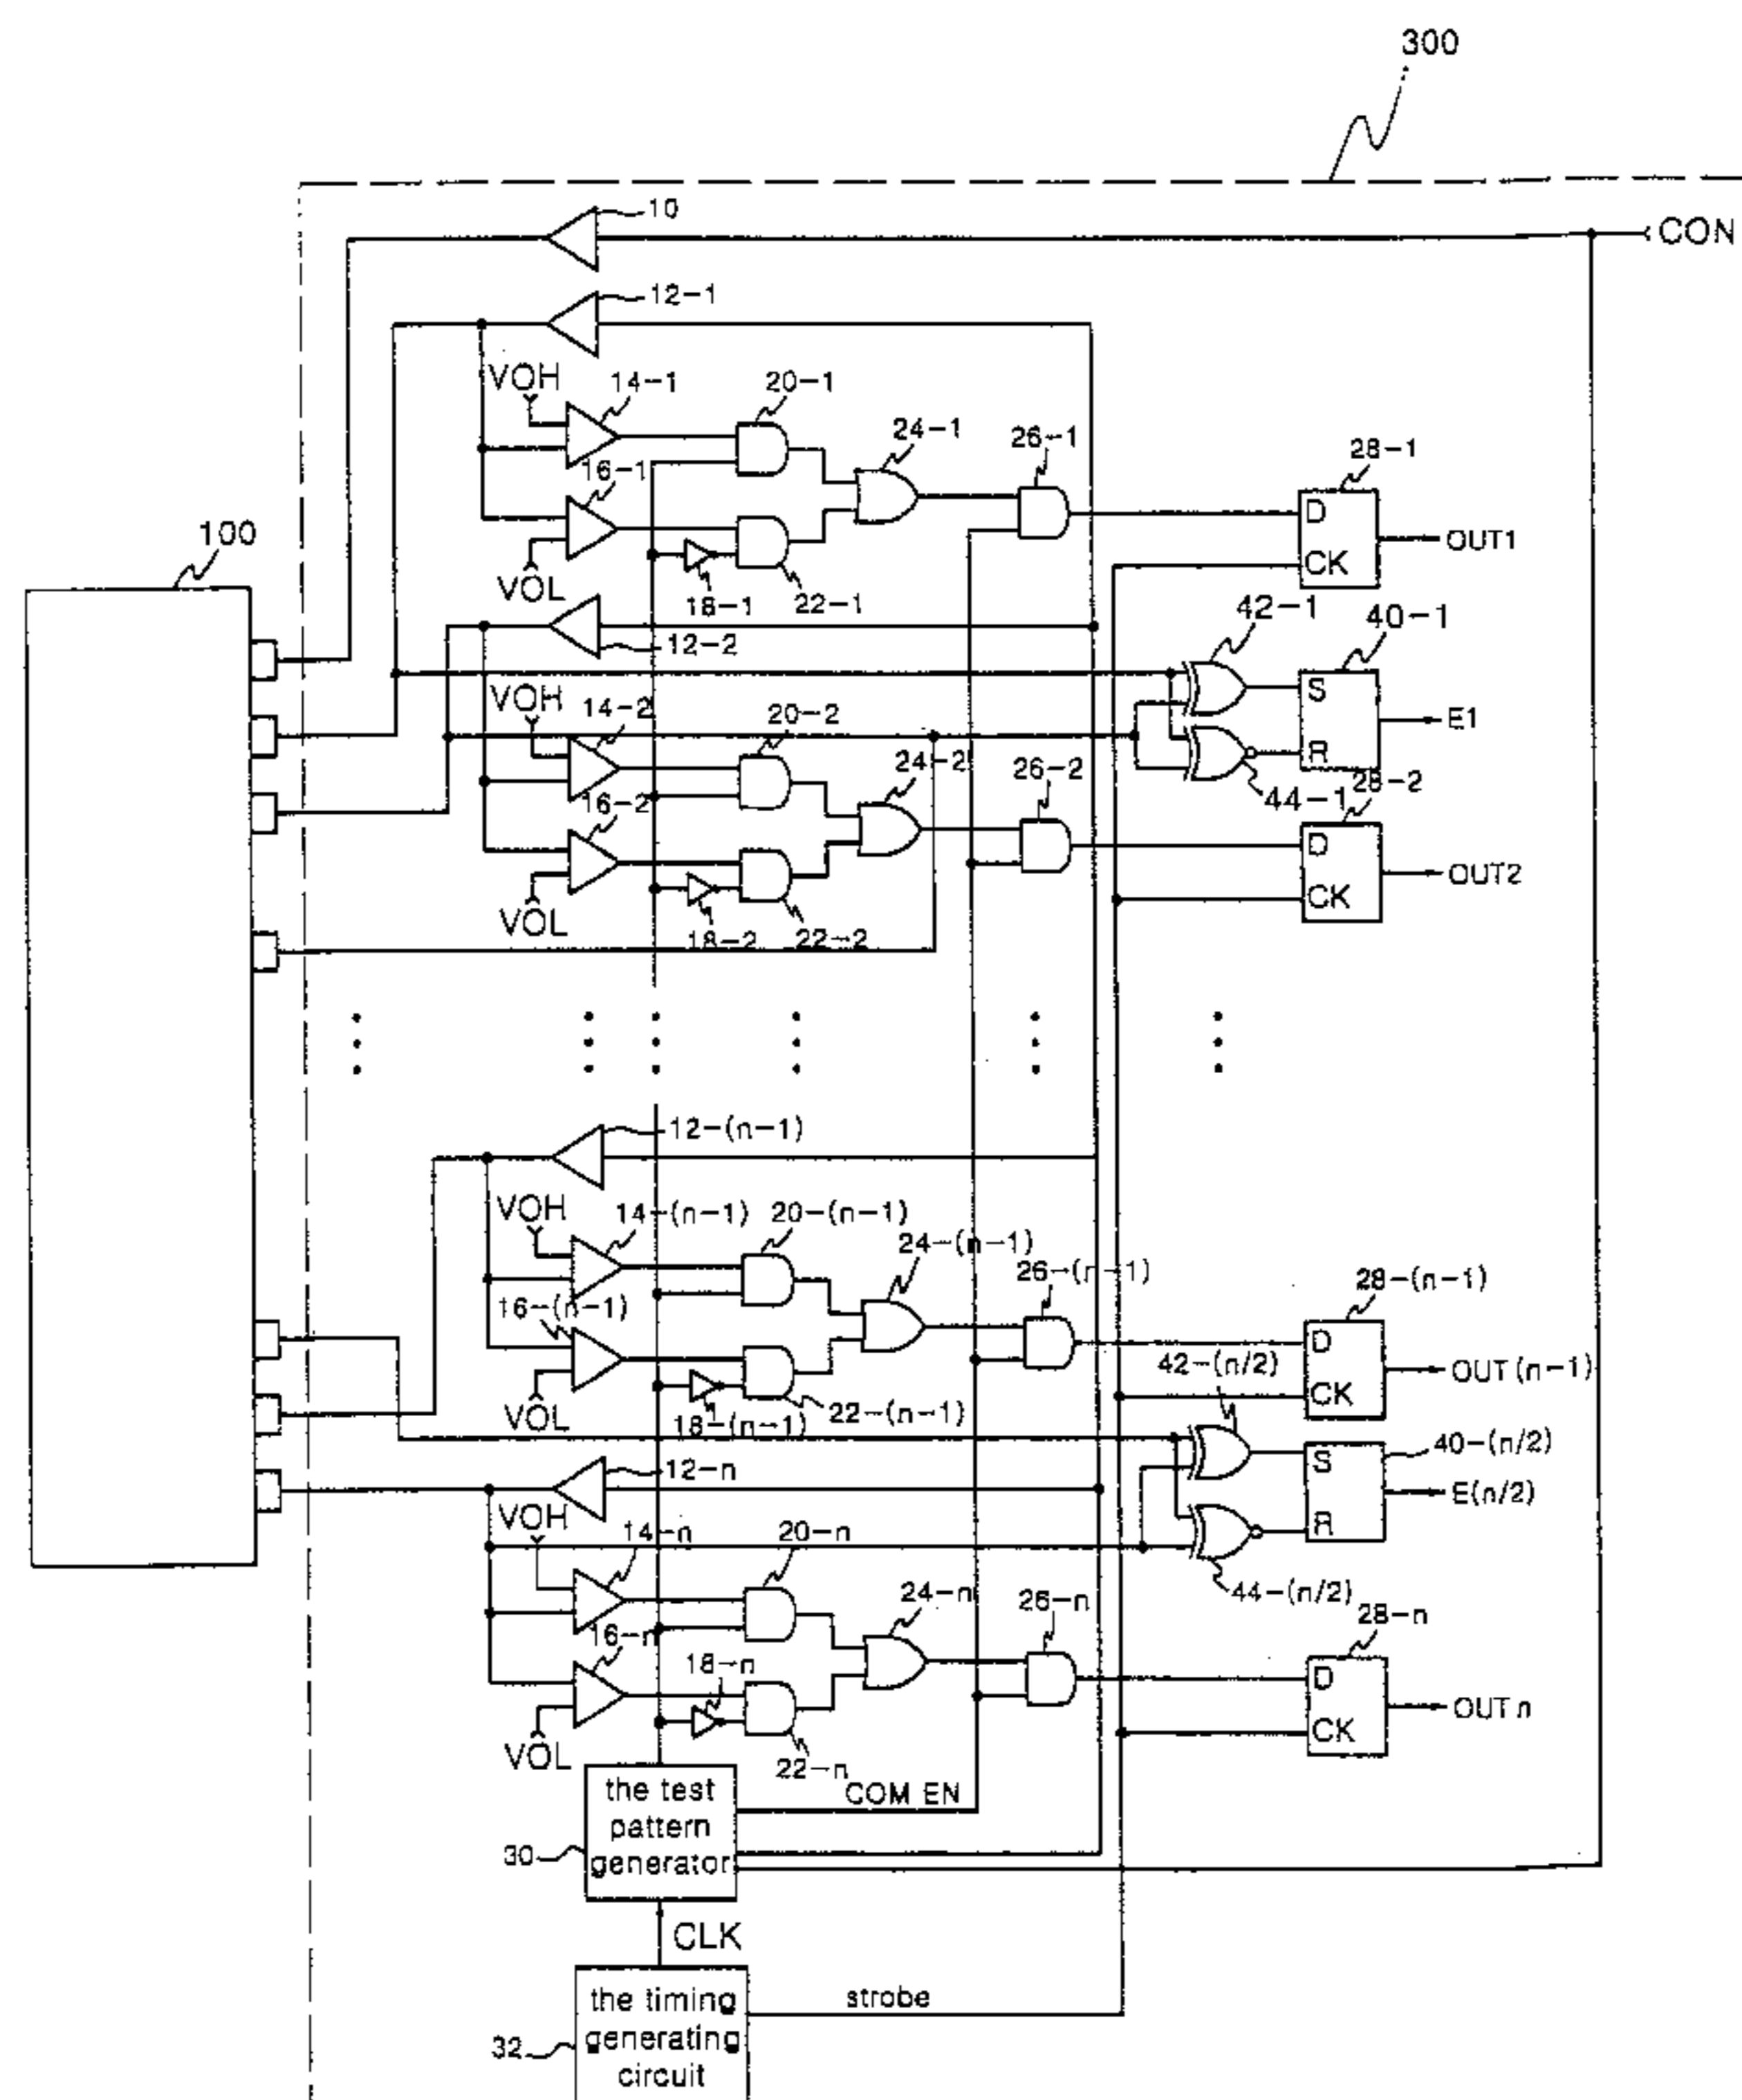 300
10
CON
12-1
VOH
14-1
20-1
24-1
26-1
28-1
16-1
D
OUT1
CK
100
VOL
18-1
22-1
42-1
40-1
12-2
S
E1
VOH
14-2
20-2
R
24-2
26-2
44-1
28-2
16-2
D
OUT2
CK
VOL
18-2
22-2
12-(n-1)
VOH
14-(n-1)
20-(n-1)
24-(n-1)
26-(n-1)
28-(n-1)
16-(n-1)
D
42-(n/2)
OUT(n-1)
CK
VOL
18-(n-1)
22-(n-1)
40-(n/2)
12-n
S
E(n/2)
VOH
14-n
20-n
R
24-n
26-n
44-(n/2)
28-n
16-n
18-n
D
OUTn
CK
VOL
22-n
the test
pattern
generator
COM EN
30
CLK
the timing
generating
circuit
strobe
32